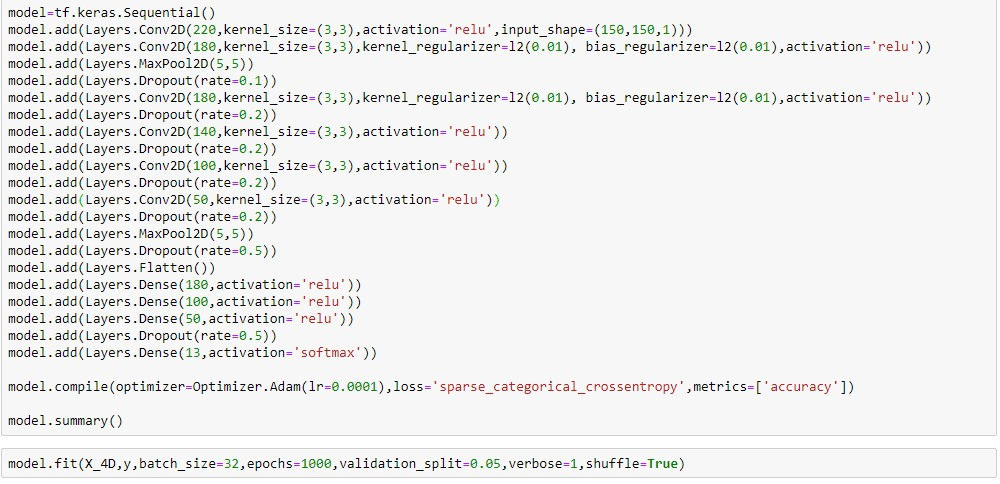 model=tf.keras.Sequential()
model.add(Layers.Conv2D(220,kernel_size=(3,3),activation='relu',input_shape=(150,150,1)))
model.add(Layers.Conv2D(180,kernel_size=(3,3),kernel_regularizer=l2(0.01), bias_regularizer=l2(0.01),activation='relu'))
model.add(Layers.MaxPool2D(5,5))
model.add(Layers.Dropout(rate=0.1))
model.add(Layers.Conv2D(180,kernel_size=(3,3),kernel_regularizer=l2(0.01), bias_regularizer=l2(0.01),activation='relu'))
model.add(Layers.Dropout(rate=0.2))
model.add(Layers.Conv2D(140,kernel_size=(3,3),activation='relu'))
model.add(Layers.Dropout(rate=0.2))
model.add(Layers.Conv2D(100,kernel_size=(3,3),activation='relu'))
model.add(Layers.Dropout(rate=0.2))
model.add(Layers.Conv2D(50,kernel_size=(3,3),activation='relu'))
model.add(Layers.Dropout(rate=0.2))
model.add(Layers.MaxPool2D(5,5))
model.add(Layers.Dropout(rate=0.5))
model.add(Layers.Flatten())
model.add(Layers.Dense(180,activation='relu'))
model.add(Layers.Dense(100,activation='relu'))
model.add(Layers.Dense(50,activation='relu'))
model.add(Layers.Dropout(rate=0.5))
model.add(Layers.Dense(13,activation='softmax'))
model.compile(optimizer=Optimizer.Adam(lr=0.0001),loss='sparse_categorical_crossentropy',metrics=['accuracy'])
model.summary()
model.fit(X_4D,y,batch_size=32,epochs=1000,validation_split=0.05,verbose=1,shuffle=True)